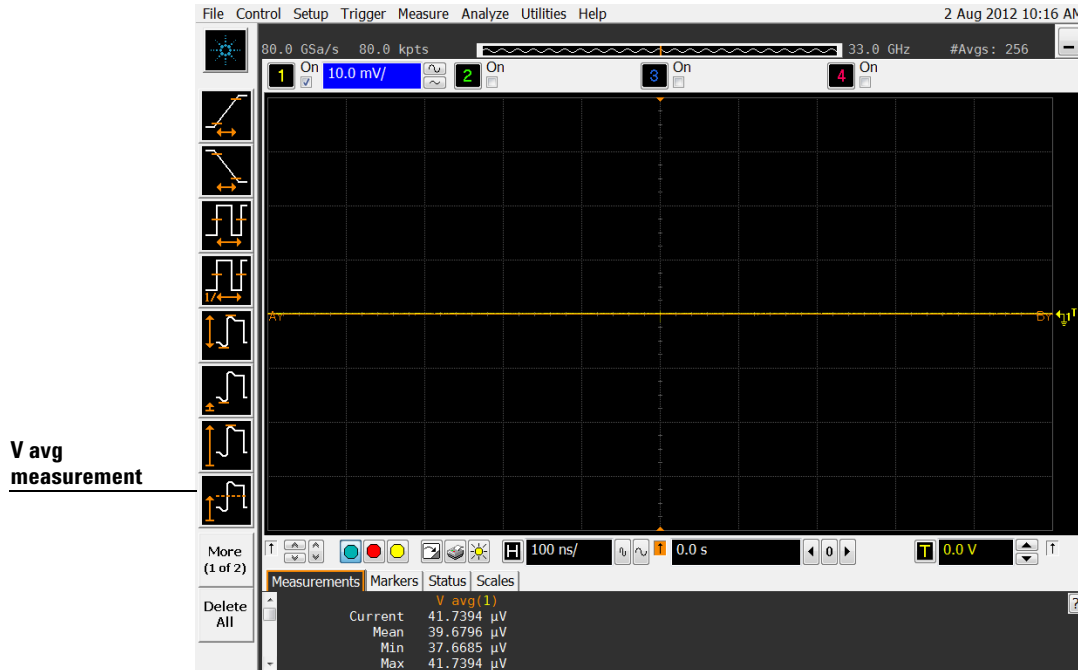 File Control Setup Trigger Measure Analyze Utilities Help 2 Aug 2012 10:16 AM
80.0 GSa/s 80.0 kpts 33.0 GHz #Avgs: 256
1 On 10.0 mV/ 2 On 3 On 4 On
1/
A B T
1
V avg
measurement
More
(1 of 2)
Delete
All
H 100 ns/ 0.0 s 0 T 0.0 V
Measurements Markers Status Scales
V avg(1)
Current 41.7394 µV
Mean 39.6796 µV
Min 37.6685 µV
Max 41.7394 µV
?